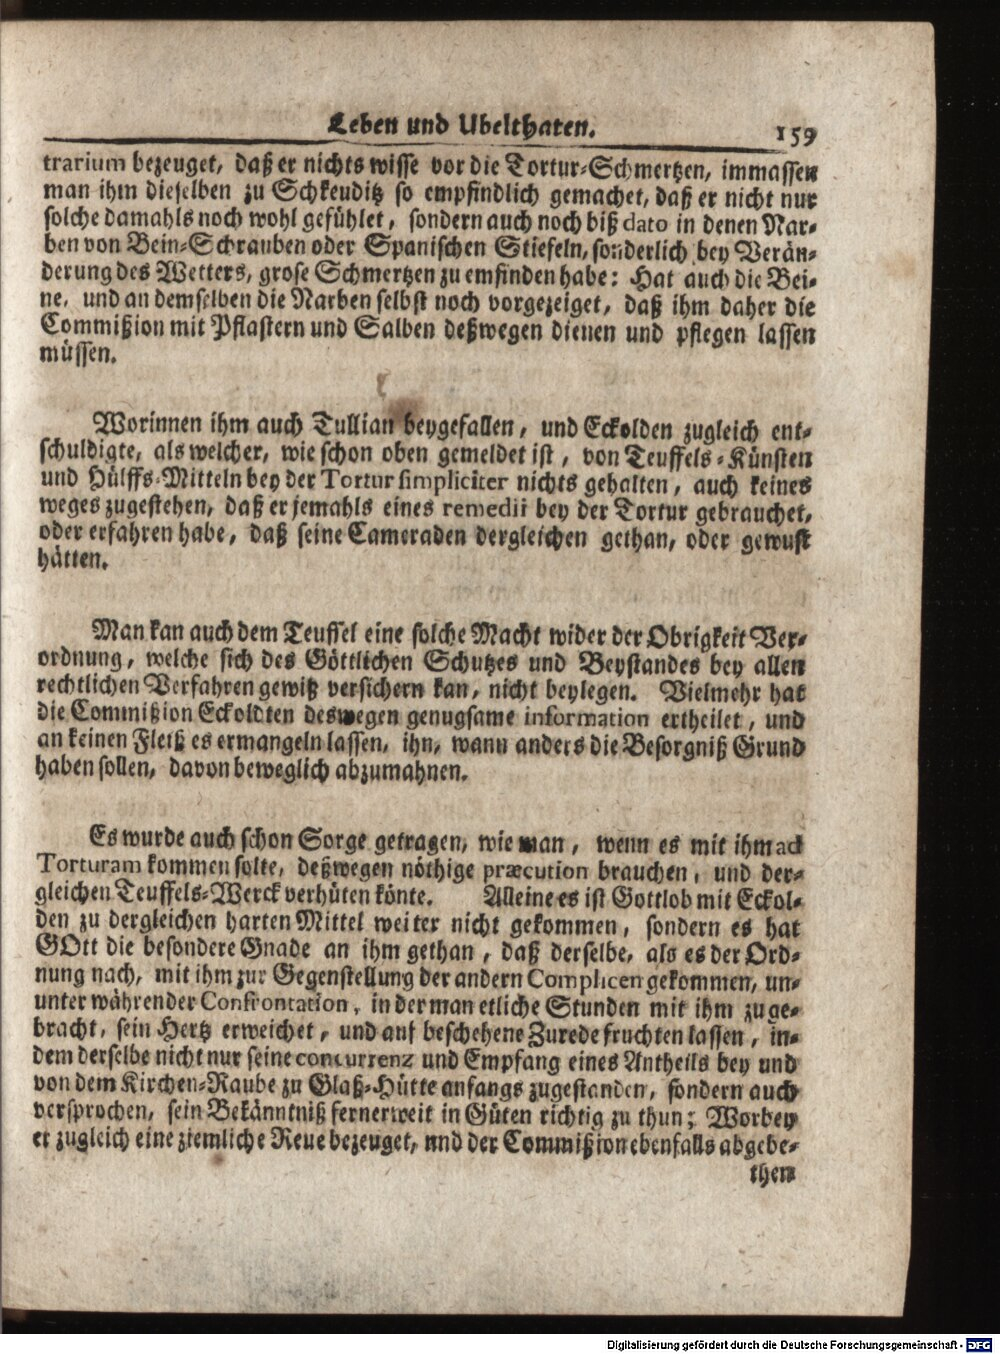 Leben und Ubelthaten. 159
trarium bezeuget, daß er nichts wisse vor die Tortur-Schmertzen, immassen
man ihm dieselben zu Schkeuditz so empfindlich gemachet, daß er nicht nur
solche damahls noch wohl gefühlet, sondern auch noch biß dato in denen Nar-
ben von Bein-Schrauben oder Spanischen Stiefeln, sonderlich bey Verän-
derung des Wetters, grose Schmertzen zu emfinden habe: Hat auch die Bei-
ne, und an demselben die Narben selbst noch vorgezeiget, daß ihm daher die
Commißion mit Pflastern und Salben deßwegen dienen und pflegen lassen
müssen.
Worinnen ihm auch Tullian beygefallen, und Eckolden zugleich ent-
schuldigte, als welcher, wie schon oben gemeldet ist, von Teuffels-Künsten
und Hülffs-Mitteln bey der Tortur simpliciter nichts gehalten, auch keines
weges zugestehen, daß er jemahls eines remedii bey der Tortur gebrauchet,
oder erfahren habe, daß seine Cameraden dergleichen gethan, oder gewust
hätten.
Man kan auch dem Teuffel eine solche Macht wider der Obrigkeit Ver-
ordnung, welche sich des Göttlichen Schutzes und Beystandes bey allen
rechtlichen Verfahren gewiß versichern kan, nicht beylegen. Vielmehr hat
die Commißion Eckoldten deswegen genugsame information ertheilet, und
an keinen Fleiß es ermangeln lassen, ihn, wann anders die Besorgniß Grund
haben sollen, davon beweglich abzumahnen.
Es wurde auch schon Sorge getragen, wie man, wenn es mit ihm ad
Torturam kommen solte, deßwegen nöthige præcution brauchen, und der-
gleichen Teuffels-Werck verhüten könte. Alleine es ist Gottlob mit Eckol-
den zu dergleichen harten Mittel weiter nicht gekommen, sondern es hat
GOtt die besondere Gnade an ihm gethan, daß derselbe, als es der Ord-
nung nach, mit ihm zur Gegenstellung der andern Complicen gekommen, un-
unter währender Confrontation, in der man etliche Stunden mit ihm zuge-
bracht, sein Hertz erweichet, und auf beschehene Zurede fruchten lassen, in-
dem derselbe nicht nur seine concurrenz und Empfang eines Antheils bey und
von dem Kirchen-Raube zu Glaß-Hütte anfangs zugestanden, sondern auch
versprochen, sein Bekänntniß fernerweit in Güten richtig zu thun; Worbey
er zugleich eine ziemliche Reue bezeuget, nnd der Commißion ebenfalls abgebe-
then
Digitalisierung gefördert durch die Deutsche Forschungsgemeinschaft - DFG